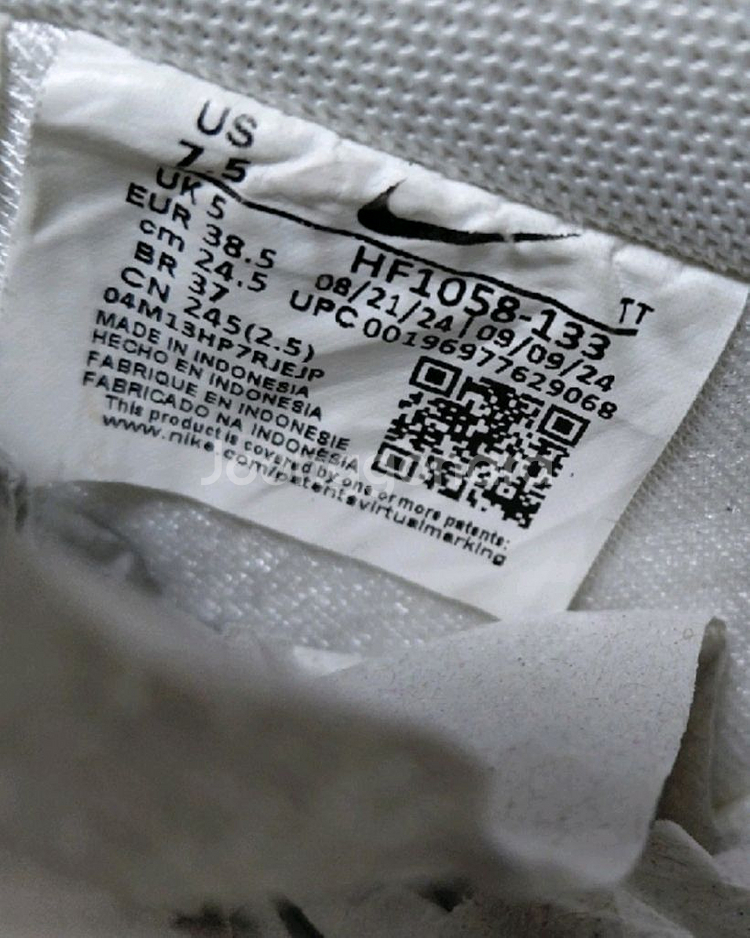 US
7.5
UK 5
EUR 38.5
cm 24.5
BR 37
CN 245(2.5)
04M13HP7RJEJP
MADE IN INDONESIA
HECHO EN INDONESIA
FABRIQUE EN INDONESIE
FABRICADO NA INDONÉSIA
This product is covered by one or more patents:
www.nike.com/patentsvirtualmarking
TT
HF1058-133
08/21/24 | 09/09/24
UPC 00196977629068